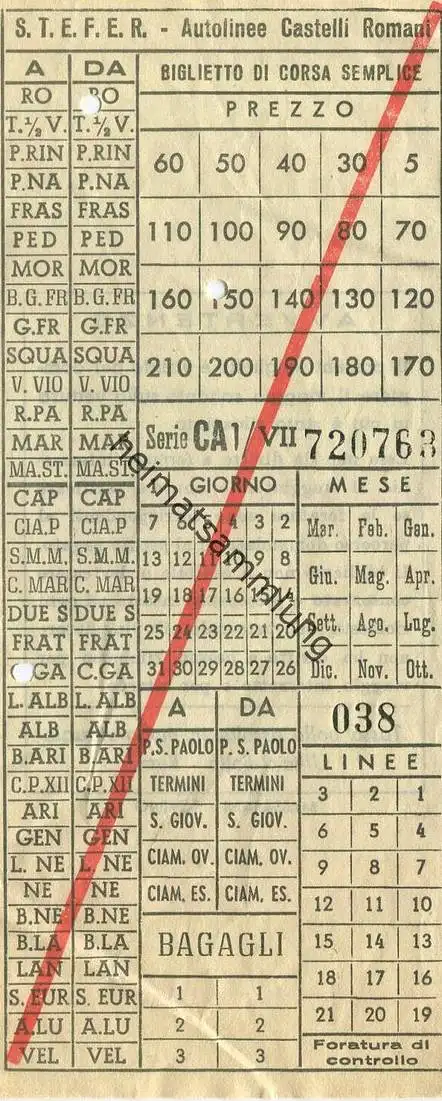 S.T.E.F.E.R. - Autolinee Castelli Romani
A DA
RO RO
T.½ V. T.½ V.
P.RIN P.RIN
P.NA P.NA
FRAS FRAS
PED PED
MOR MOR
B.G.FR B.G.FR
G.FR G.FR
SQUA SQUA
V. VIO V. VIO
R.PA R.PA
MAR MAR
MA.ST. MA.ST.
CAP CAP
CIA.P CIA.P
S.M.M. S.M.M.
C. MAR C. MAR
DUE S DUE S
FRAT FRAT
GA C.GA
L. ALB L. ALB
ALB ALB
B.ARI B.ARI
C.P.XII C.P.XII
ARI ARI
GEN GEN
L. NE L. NE
NE NE
B.NE B.NE
B.LA B.LA
LAN LAN
S. EUR S. EUR
A.LU A.LU
VEL VEL
BIGLIETTO DI CORSA SEMPLICE
PREZZO
60 50 40 30 5
110 100 90 80 70
160 150 140 130 120
210 200 190 180 170
Serie CA1/VII 720763
GIORNO
7 6 4 3 2
13 12 11 10 9 8
19 18 17 16 15
25 24 23 22 21 20
31 30 29 28 27 26
MESE
Mar. Feb. Gen.
Giu. Mag. Apr.
Sett. Ago. Lug.
Dic. Nov. Ott.
A DA
P.S. PAOLO P.S. PAOLO
TERMINI TERMINI
S. GIOV. S. GIOV.
CIAM. OV. CIAM. OV.
CIAM. ES. CIAM. ES.
BAGAGLI
1 1
2 2
3 3
038
LINEE
3 2 1
6 5 4
9 8 7
12 11 10
15 14 13
18 17 16
21 20 19
Foratura di
controllo
heimatsammlung